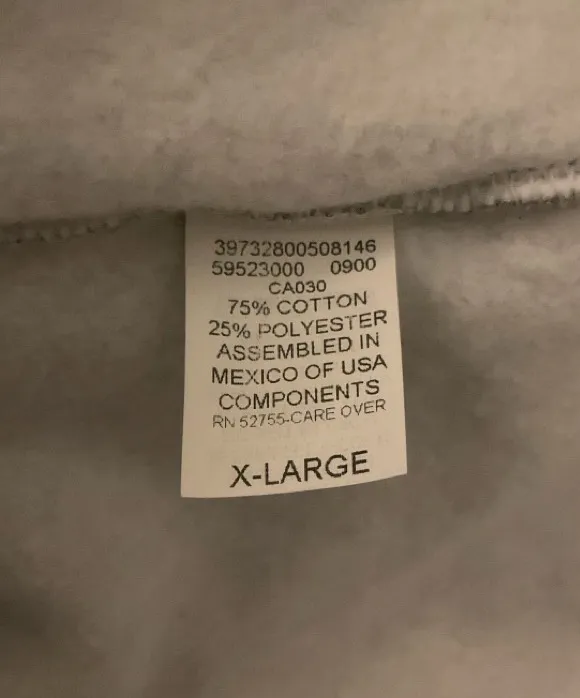 39732800508146
59523000 0900
CA030
75% COTTON
25% POLYESTER
ASSEMBLED IN
MEXICO OF USA
COMPONENTS
RN 52755-CARE OVER
X-LARGE